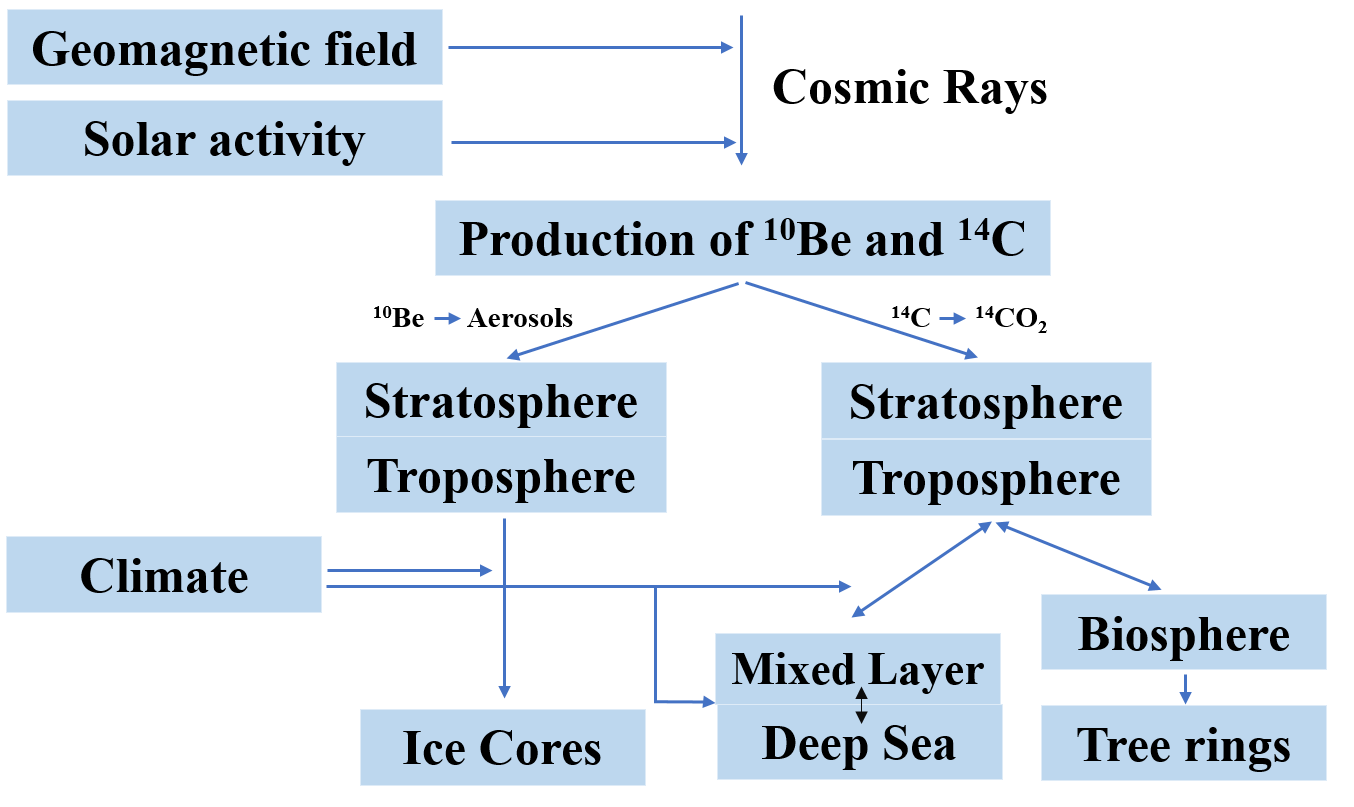 Geomagnetic field
Cosmic Rays
Solar activity
Production of ¹⁰Be and ¹⁴C
¹⁰Be → Aerosols
¹⁴C → ¹⁴CO₂
Stratosphere
Stratosphere
Troposphere
Troposphere
Climate
Biosphere
Mixed Layer
Deep Sea
Ice Cores
Tree rings